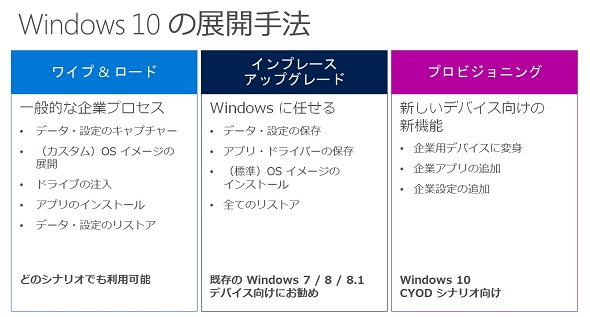 Windows 10 の展開手法
ワイプ & ロード
一般的な企業プロセス
• データ・設定のキャプチャー
• （カスタム）OS イメージの
展開
• ドライブの注入
• アプリのインストール
• データ・設定のリストア
どのシナリオでも利用可能
インプレース
アップグレード
Windows に任せる
• データ・設定の保存
• アプリ・ドライバーの保存
• （標準）OS イメージの
インストール
• 全てのリストア
既存の Windows 7 / 8 / 8.1
デバイス向けにお勧め
プロビジョニング
新しいデバイス向けの
新機能
• 企業用デバイスに変身
• 企業アプリの追加
• 企業設定の追加
Windows 10
CYOD シナリオ向け